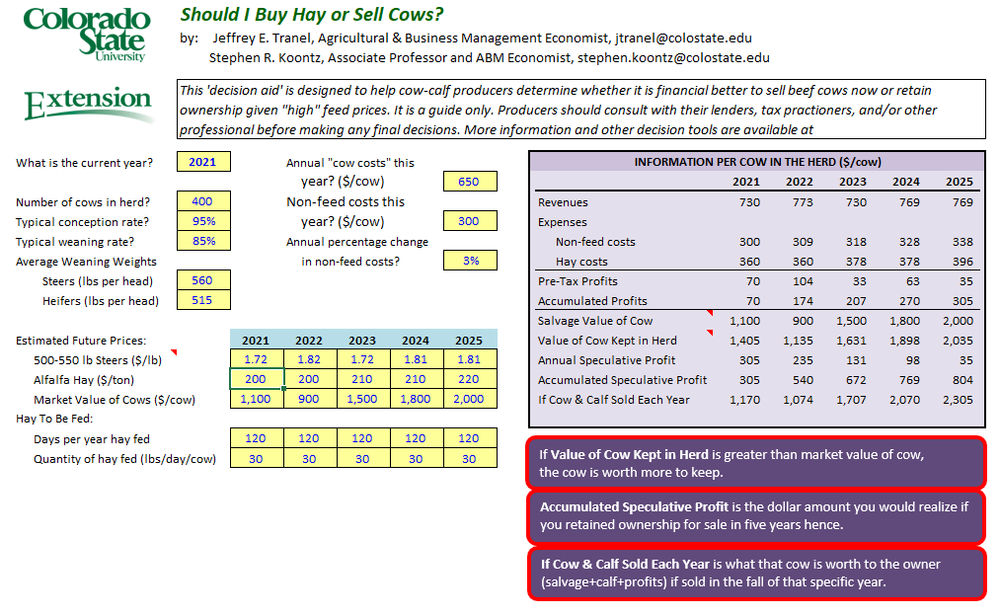 Colorado
State
University
Extension
Should I Buy Hay or Sell Cows?
by: Jeffrey E. Tranel, Agricultural & Business Management Economist, jtranel@colostate.edu
Stephen R. Koontz, Associate Professor and ABM Economist, stephen.koontz@colostate.edu
This 'decision aid' is designed to help cow-calf producers determine whether it is financial better to sell beef cows now or retain
ownership given "high" feed prices. It is a guide only. Producers should consult with their lenders, tax practioners, and/or other
professional before making any final decisions. More information and other decision tools are available at
What is the current year? 2021
Number of cows in herd? 400
Typical conception rate? 95%
Typical weaning rate? 85%
Average Weaning Weights
Steers (lbs per head) 560
Heifers (lbs per head) 515
Annual "cow costs" this
year? ($/cow) 650
Non-feed costs this
year? ($/cow) 300
Annual percentage change
in non-feed costs? 3%
Estimated Future Prices: 2021 2022 2023 2024 2025
500-550 lb Steers ($/lb) 1.72 1.82 1.72 1.81 1.81
Alfalfa Hay ($/ton) 200 200 210 210 220
Market Value of Cows ($/cow) 1,100 900 1,500 1,800 2,000
Hay To Be Fed:
Days per year hay fed 120 120 120 120 120
Quantity of hay fed (lbs/day/cow) 30 30 30 30 30
INFORMATION PER COW IN THE HERD ($/cow)
2021 2022 2023 2024 2025
Revenues 730 773 730 769 769
Expenses
Non-feed costs 300 309 318 328 338
Hay costs 360 360 378 378 396
Pre-Tax Profits 70 104 33 63 35
Accumulated Profits 70 174 207 270 305
Salvage Value of Cow 1,100 900 1,500 1,800 2,000
Value of Cow Kept in Herd 1,405 1,135 1,631 1,898 2,035
Annual Speculative Profit 305 235 131 98 35
Accumulated Speculative Profit 305 540 672 769 804
If Cow & Calf Sold Each Year 1,170 1,074 1,707 2,070 2,305
If Value of Cow Kept in Herd is greater than market value of cow,
the cow is worth more to keep.
Accumulated Speculative Profit is the dollar amount you would realize if
you retained ownership for sale in five years hence.
If Cow & Calf Sold Each Year is what that cow is worth to the owner
(salvage+calf+profits) if sold in the fall of that specific year.